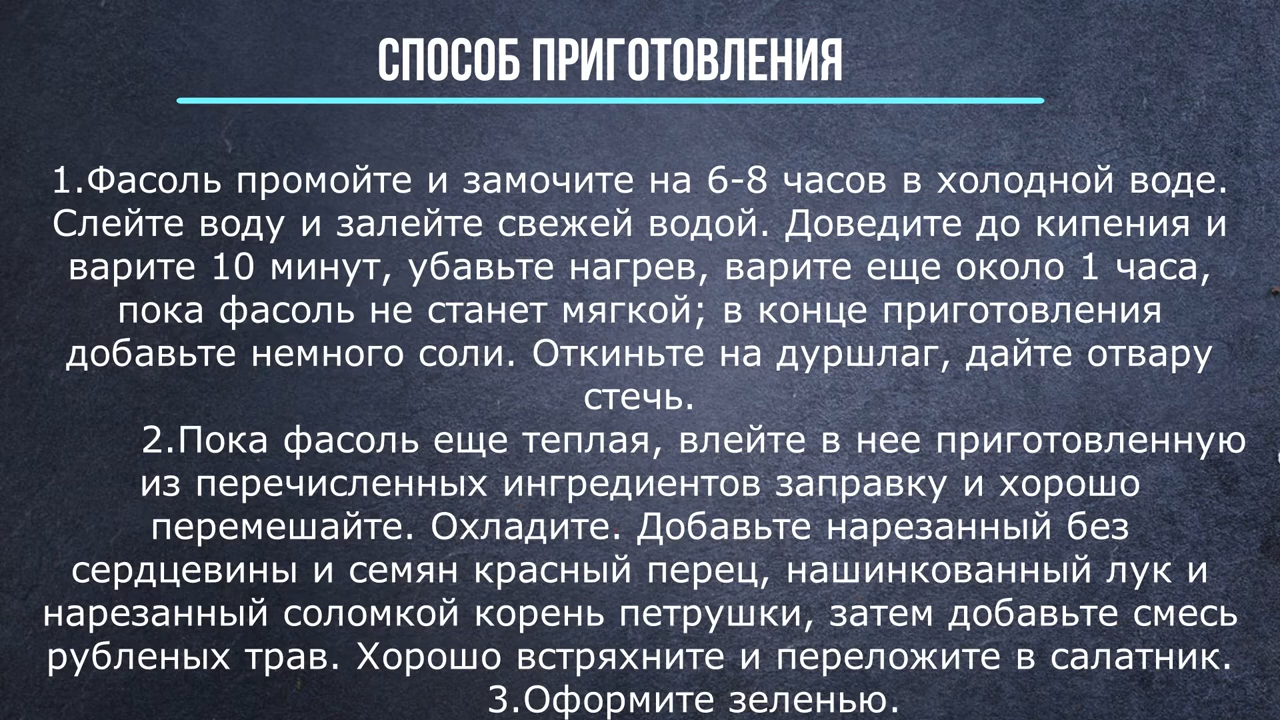 СПОСОБ ПРИГОТОВЛЕНИЯ
1.Фасоль промойте и замочите на 6-8 часов в холодной воде.
Слейте воду и залейте свежей водой. Доведите до кипения и
варите 10 минут, убавьте нагрев, варите еще около 1 часа,
пока фасоль не станет мягкой; в конце приготовления
добавьте немного соли. Откиньте на дуршлаг, дайте отвару
стечь.
2.Пока фасоль еще теплая, влейте в нее приготовленную
из перечисленных ингредиентов заправку и хорошо
перемешайте. Охладите. Добавьте нарезанный без
сердцевины и семян красный перец, нашинкованный лук и
нарезанный соломкой корень петрушки, затем добавьте смесь
рубленых трав. Хорошо встряхните и переложите в салатник.
3.Оформите зеленью.